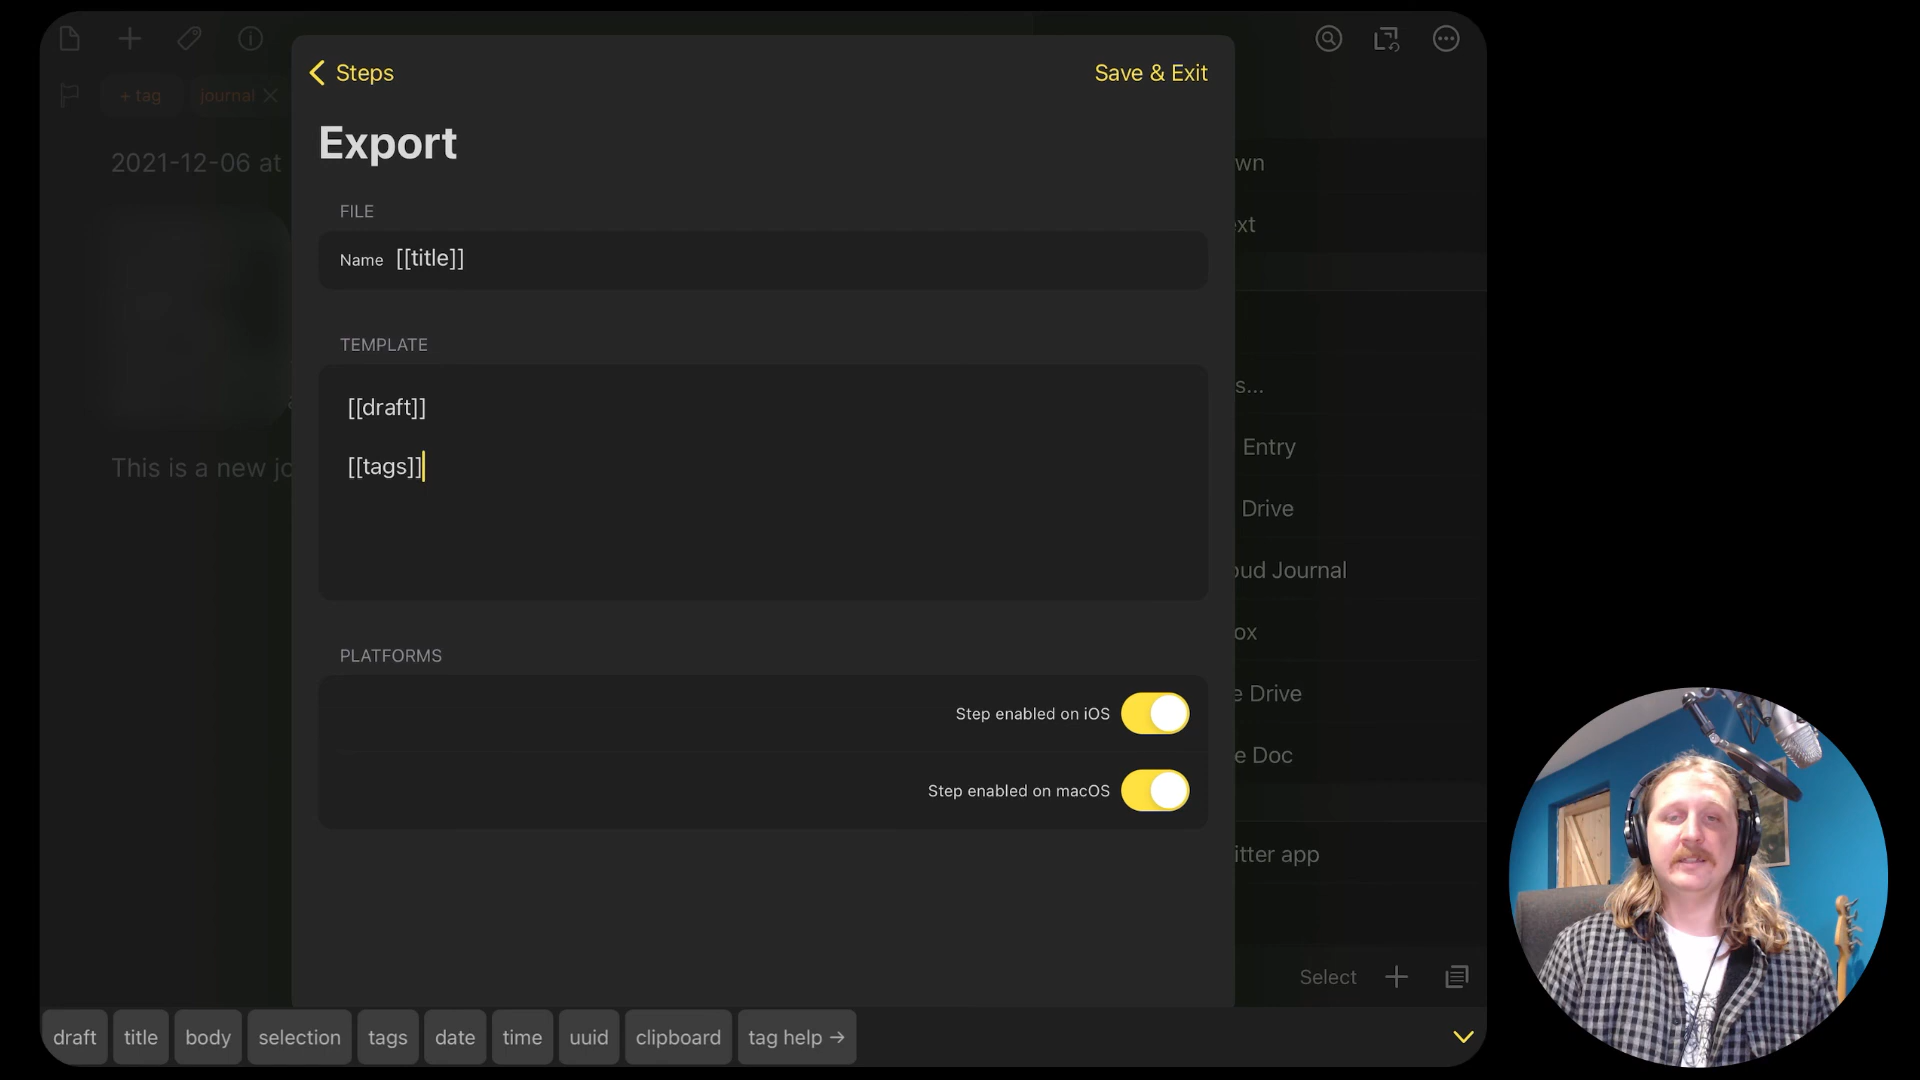 + tag
journal
2021-12-06 at
This is a new jo
Steps
Save & Exit
Export
FILE
Name [[title]]
TEMPLATE
[[draft]]
[[tags]]
PLATFORMS
Step enabled on iOS
Step enabled on macOS
wn
ext
s...
Entry
Drive
oud Journal
ox
e Drive
e Doc
itter app
Select
draft
title
body
selection
tags
date
time
uuid
clipboard
tag help →